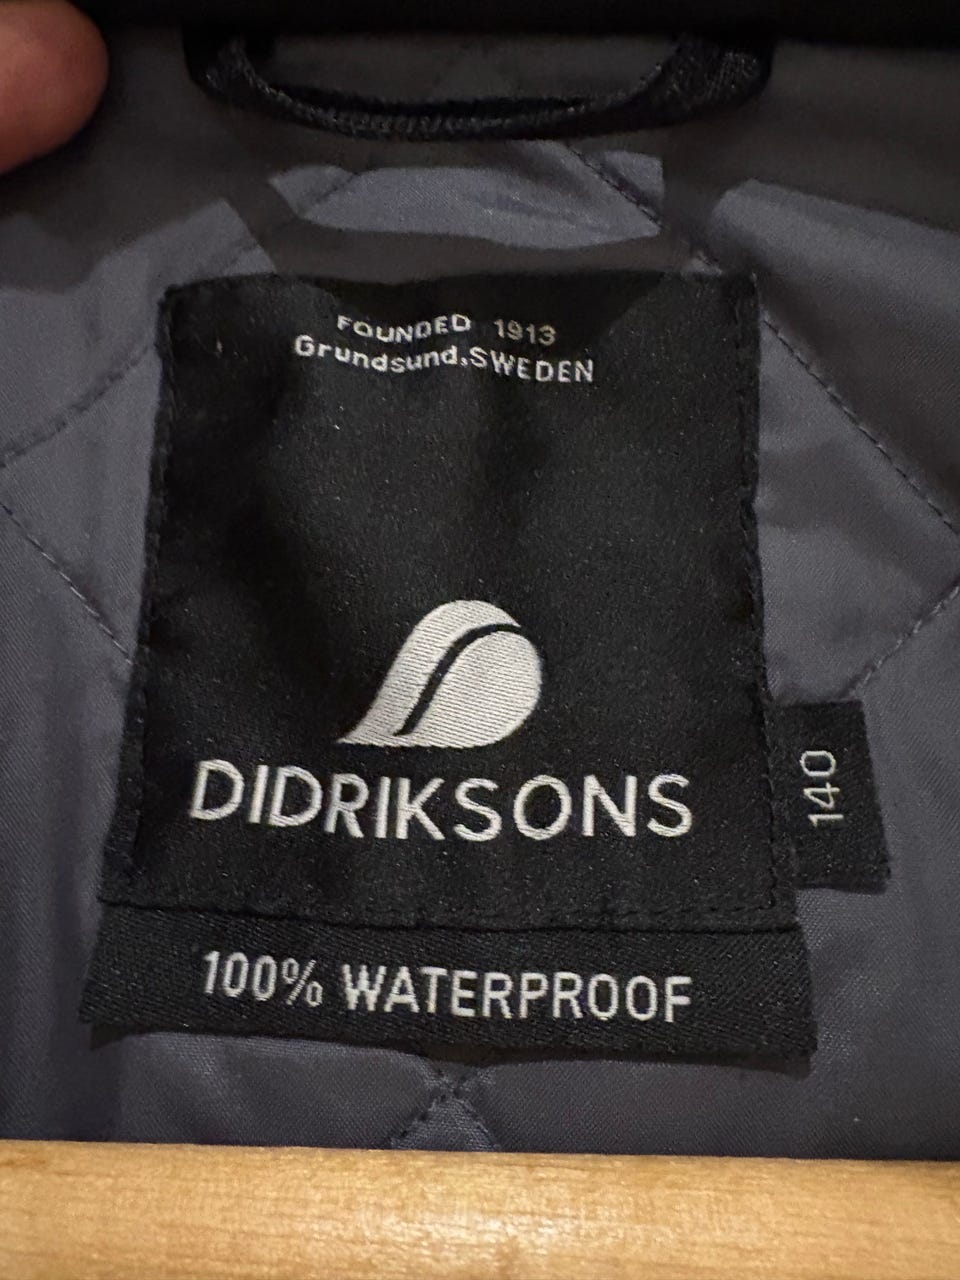 FOUNDED 1913
Grundsund,SWEDEN
DIDRIKSONS
140
100% WATERPROOF